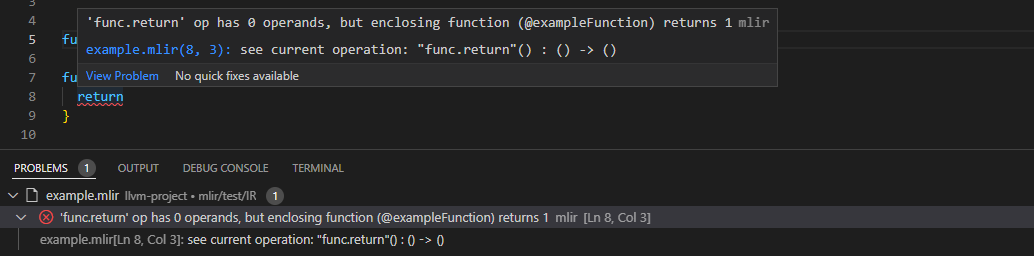 3
4
'func.return' op has 0 operands, but enclosing function (@exampleFunction) returns 1 mlir
example.mlir(8, 3): see current operation: "func.return"() : () -> ()
View Problem No quick fixes available
5 fu
6
7 fu
8 return
9 }
10
PROBLEMS 1 OUTPUT DEBUG CONSOLE TERMINAL
example.mlir llvm-project • mlir/test/IR 1
'func.return' op has 0 operands, but enclosing function (@exampleFunction) returns 1 mlir [Ln 8, Col 3]
example.mlir[Ln 8, Col 3]: see current operation: "func.return"() : () -> ()